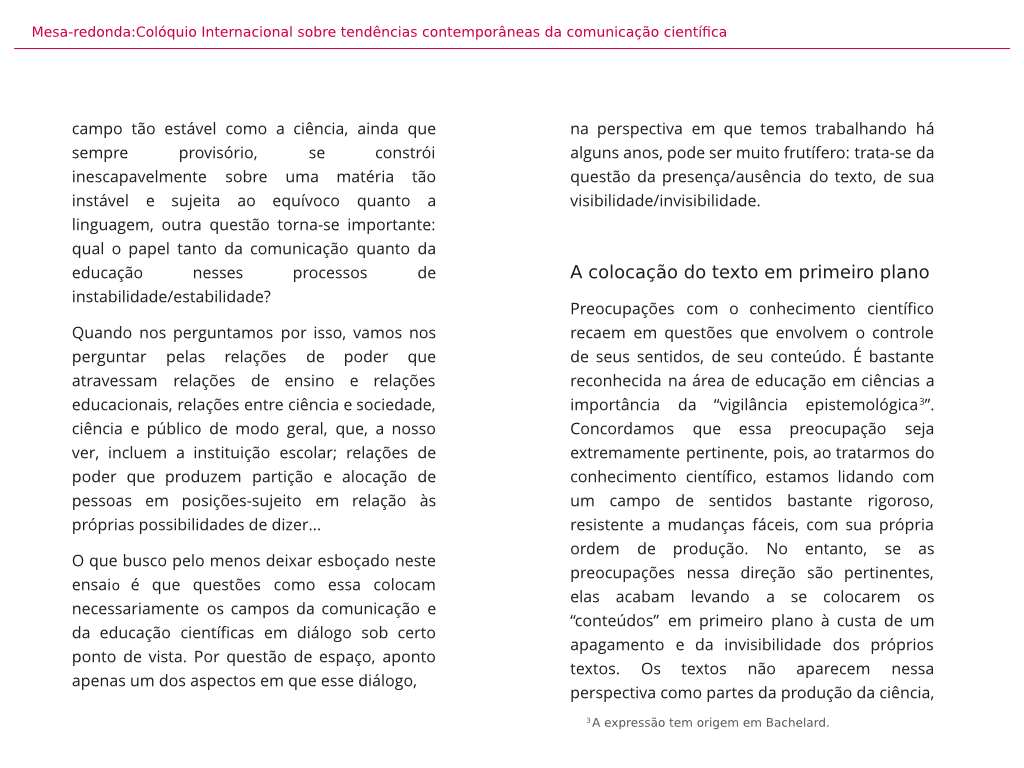 Mesa-redonda:Colóquio Internacional sobre tendências contemporâneas da comunicação científica
campo tão estável como a ciência, ainda que
sempre provisório, se constrói
inescapavelmente sobre uma matéria tão
instável e sujeita ao equívoco quanto a
linguagem, outra questão torna-se importante:
qual o papel tanto da comunicação quanto da
educação nesses processos de
instabilidade/estabilidade?
Quando nos perguntamos por isso, vamos nos
perguntar pelas relações de poder que
atravessam relações de ensino e relações
educacionais, relações entre ciência e sociedade,
ciência e público de modo geral, que, a nosso
ver, incluem a instituição escolar; relações de
poder que produzem partição e alocação de
pessoas em posições-sujeito em relação às
próprias possibilidades de dizer...
O que busco pelo menos deixar esboçado neste
ensaio é que questões como essa colocam
necessariamente os campos da comunicação e
da educação científicas em diálogo sob certo
ponto de vista. Por questão de espaço, aponto
apenas um dos aspectos em que esse diálogo,
na perspectiva em que temos trabalhando há
alguns anos, pode ser muito frutífero: trata-se da
questão da presença/ausência do texto, de sua
visibilidade/invisibilidade.
A colocação do texto em primeiro plano
Preocupações com o conhecimento científico
recaem em questões que envolvem o controle
de seus sentidos, de seu conteúdo. É bastante
reconhecida na área de educação em ciências a
importância da “vigilância epistemológica³”.
Concordamos que essa preocupação seja
extremamente pertinente, pois, ao tratarmos do
conhecimento científico, estamos lidando com
um campo de sentidos bastante rigoroso,
resistente a mudanças fáceis, com sua própria
ordem de produção. No entanto, se as
preocupações nessa direção são pertinentes,
elas acabam levando a se colocarem os
“conteúdos” em primeiro plano à custa de um
apagamento e da invisibilidade dos próprios
textos. Os textos não aparecem nessa
perspectiva como partes da produção da ciência,
³A expressão tem origem em Bachelard.